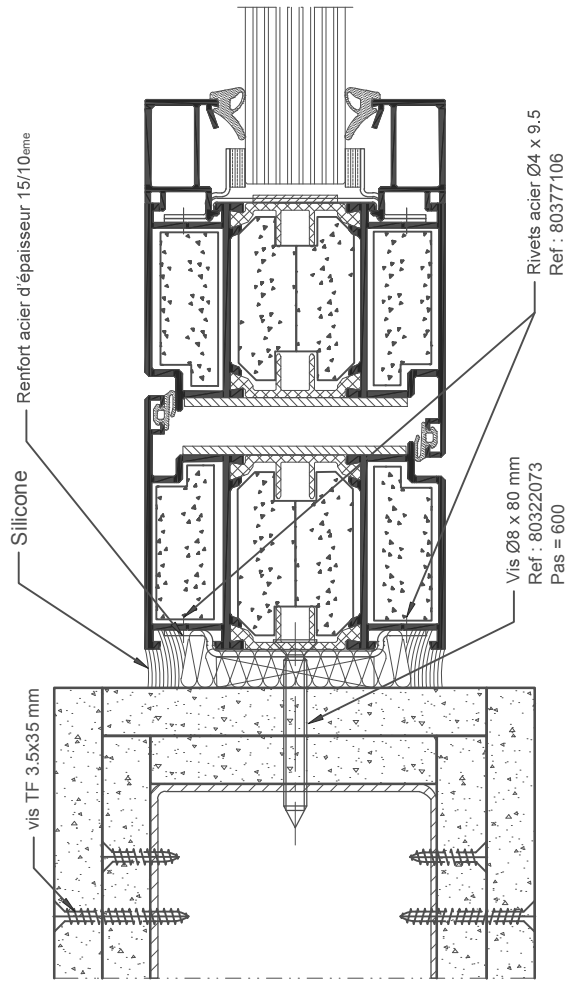 vis TF 3.5x35 mm
Silicone
Renfort acier d'épaisseur 15/10eme
Vis Ø8 x 80 mm
Ref : 80322073
Pas = 600
Rivets acier Ø4 x 9.5
Ref : 80377106